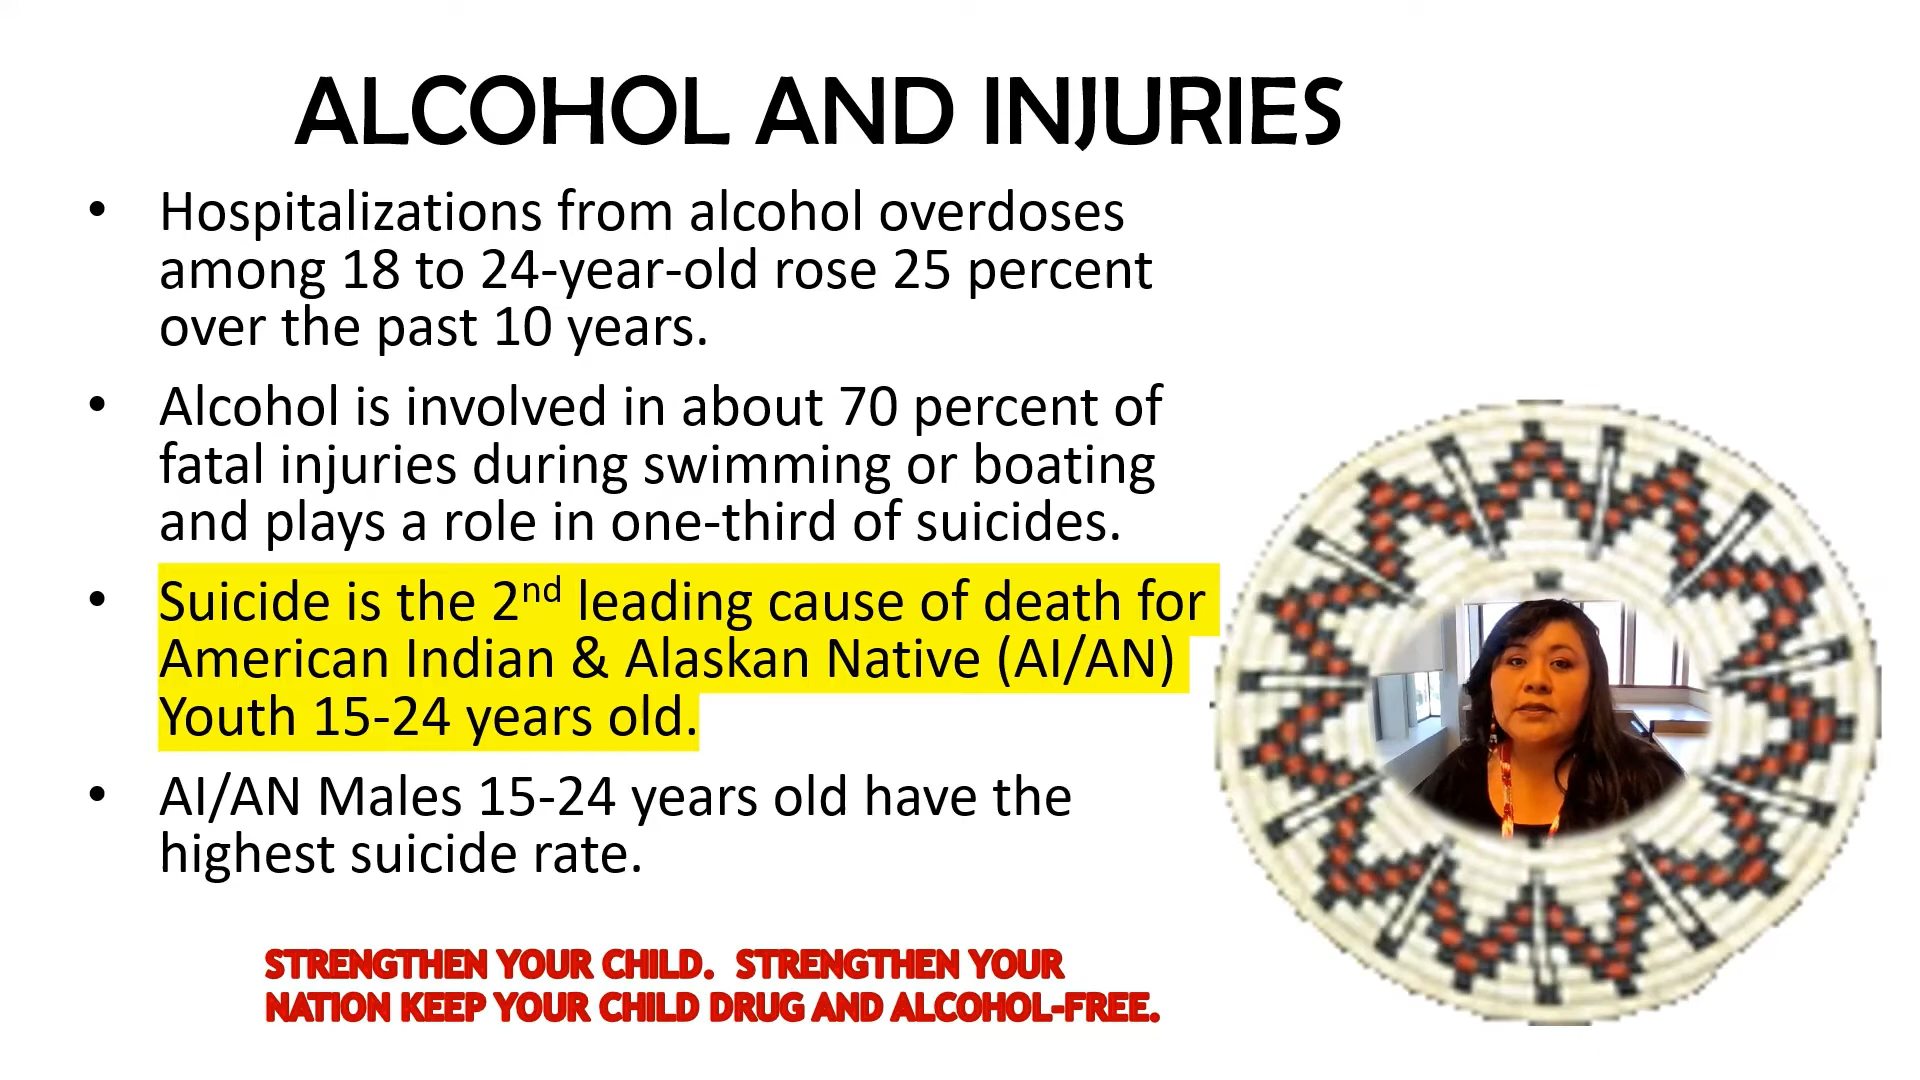 ALCOHOL AND INJURIES
• Hospitalizations from alcohol overdoses
among 18 to 24-year-old rose 25 percent
over the past 10 years.
• Alcohol is involved in about 70 percent of
fatal injuries during swimming or boating
and plays a role in one-third of suicides.
• Suicide is the 2nd leading cause of death for
American Indian & Alaskan Native (AI/AN)
Youth 15-24 years old.
• AI/AN Males 15-24 years old have the
highest suicide rate.
STRENGTHEN YOUR CHILD. STRENGTHEN YOUR
NATION KEEP YOUR CHILD DRUG AND ALCOHOL-FREE.